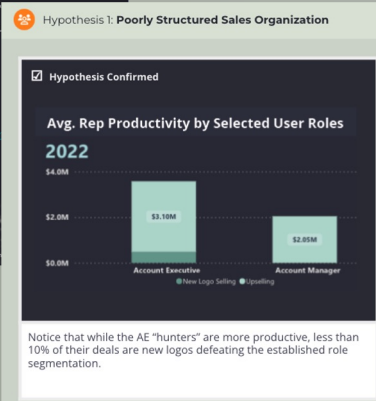 Hypothesis 1: Poorly Structured Sales Organization
☑ Hypothesis Confirmed
Avg. Rep Productivity by Selected User Roles
2022
$4.0M
$3.10M
$2.0M
$2.05M
$0.0M
Account Executive Account Manager
New Logo Selling Upselling
Notice that while the AE “hunters” are more productive, less than
10% of their deals are new logos defeating the established role
segmentation.